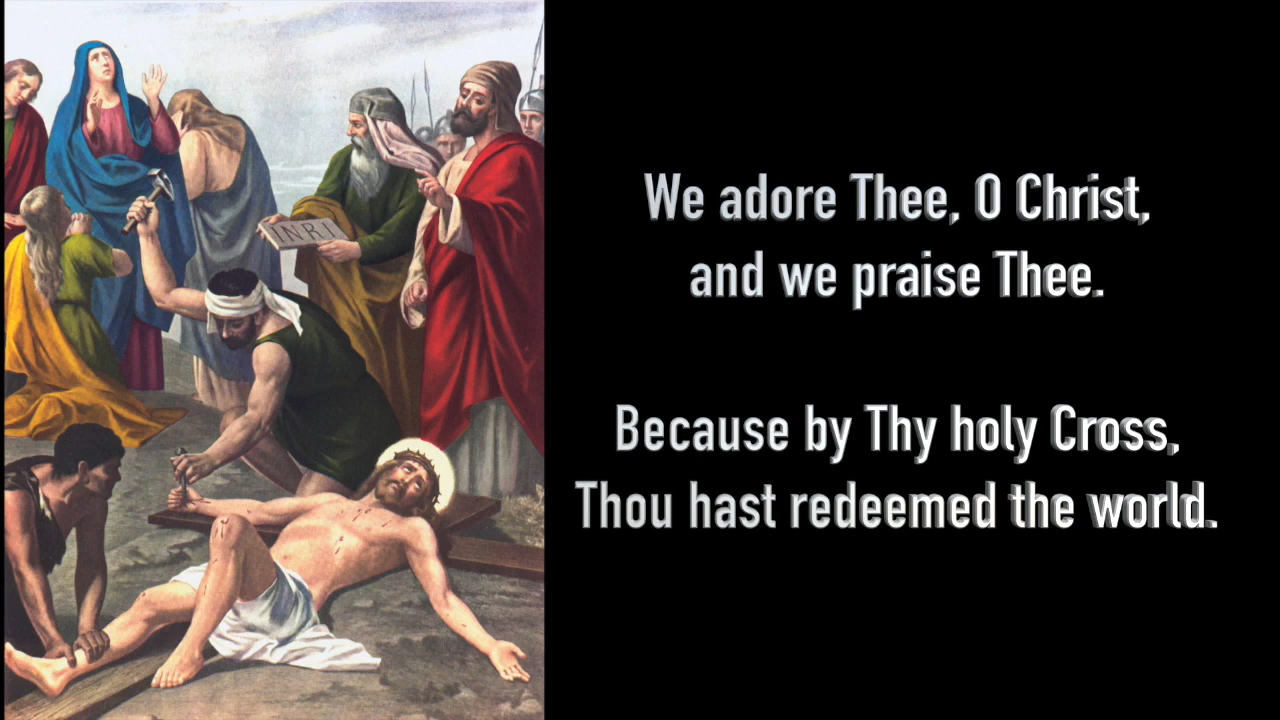 INRI
We adore Thee, O Christ,
and we praise Thee.
Because by Thy holy Cross,
Thou hast redeemed the world.